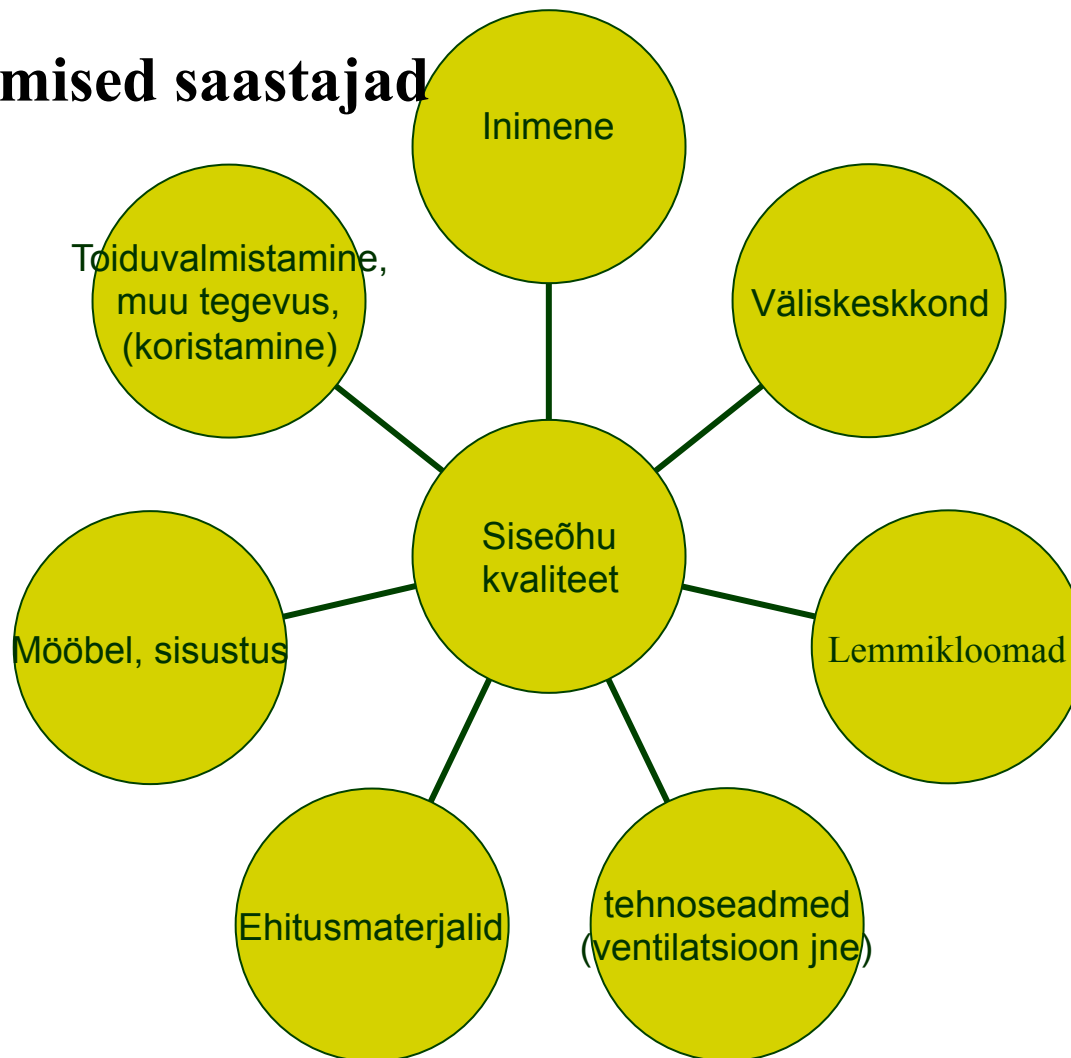 mised saastajad
Inimene
Toiduvalmistamine,
muu tegevus,
(koristamine)
Väliskeskkond
Siseõhu
kvaliteet
Mööbel, sisustus
Lemmikloomad
Ehitusmaterjalid
tehnoseadmed
(ventilatsioon jne)